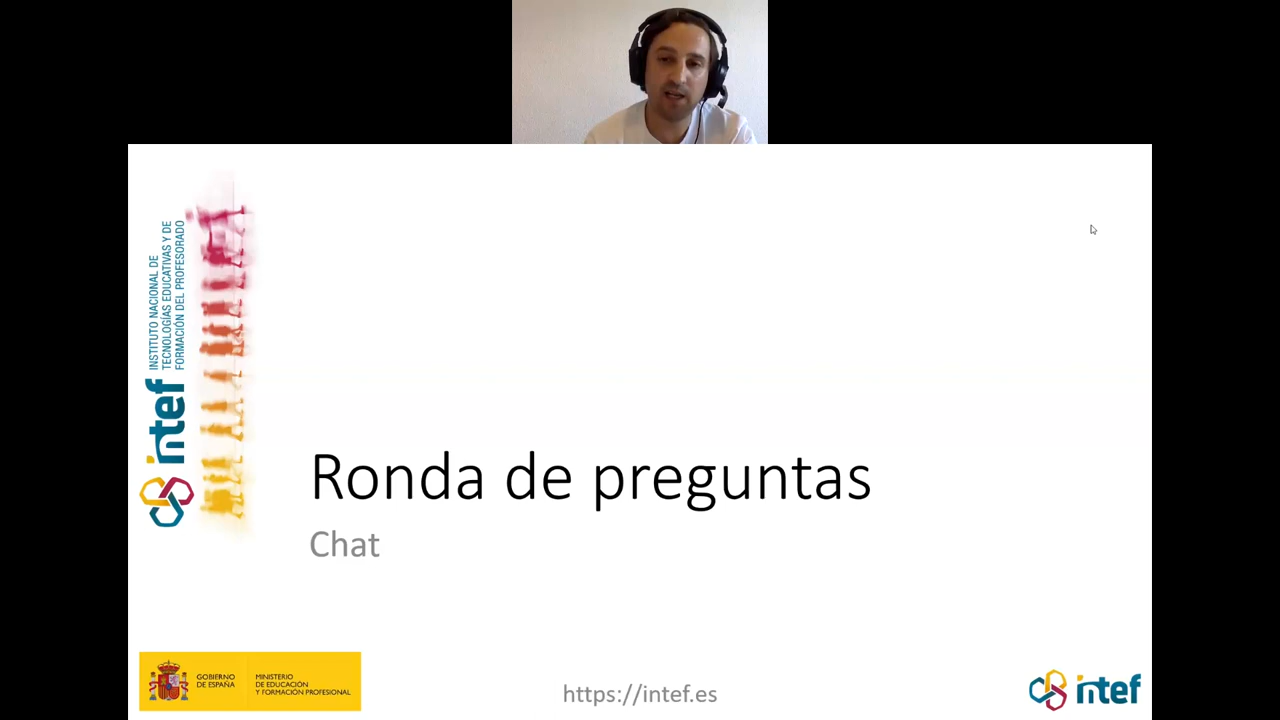 INSTITUTO NACIONAL DE
TECNOLOGÍAS EDUCATIVAS Y DE
FORMACIÓN DEL PROFESORADO
intef
Ronda de preguntas
Chat
GOBIERNO
DE ESPAÑA
MINISTERIO
DE EDUCACIÓN
Y FORMACIÓN PROFESIONAL
https://intef.es
intef